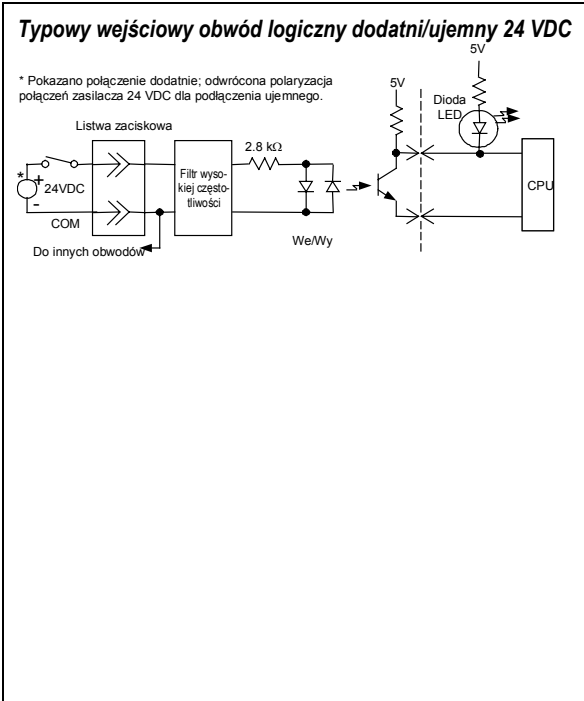 Typowy wejściowy obwód logiczny dodatni/ujemny 24 VDC
* Pokazano połączenie dodatnie; odwrócona polaryzacja
połączeń zasilacza 24 VDC dla podłączenia ujemnego.
5V
5V
Dioda
LED
Listwa zaciskowa
2.8 kΩ
Filtr wyso-
kiej często-
tliwości
*
+
24VDC
-
COM
CPU
We/Wy
Do innych obwodów